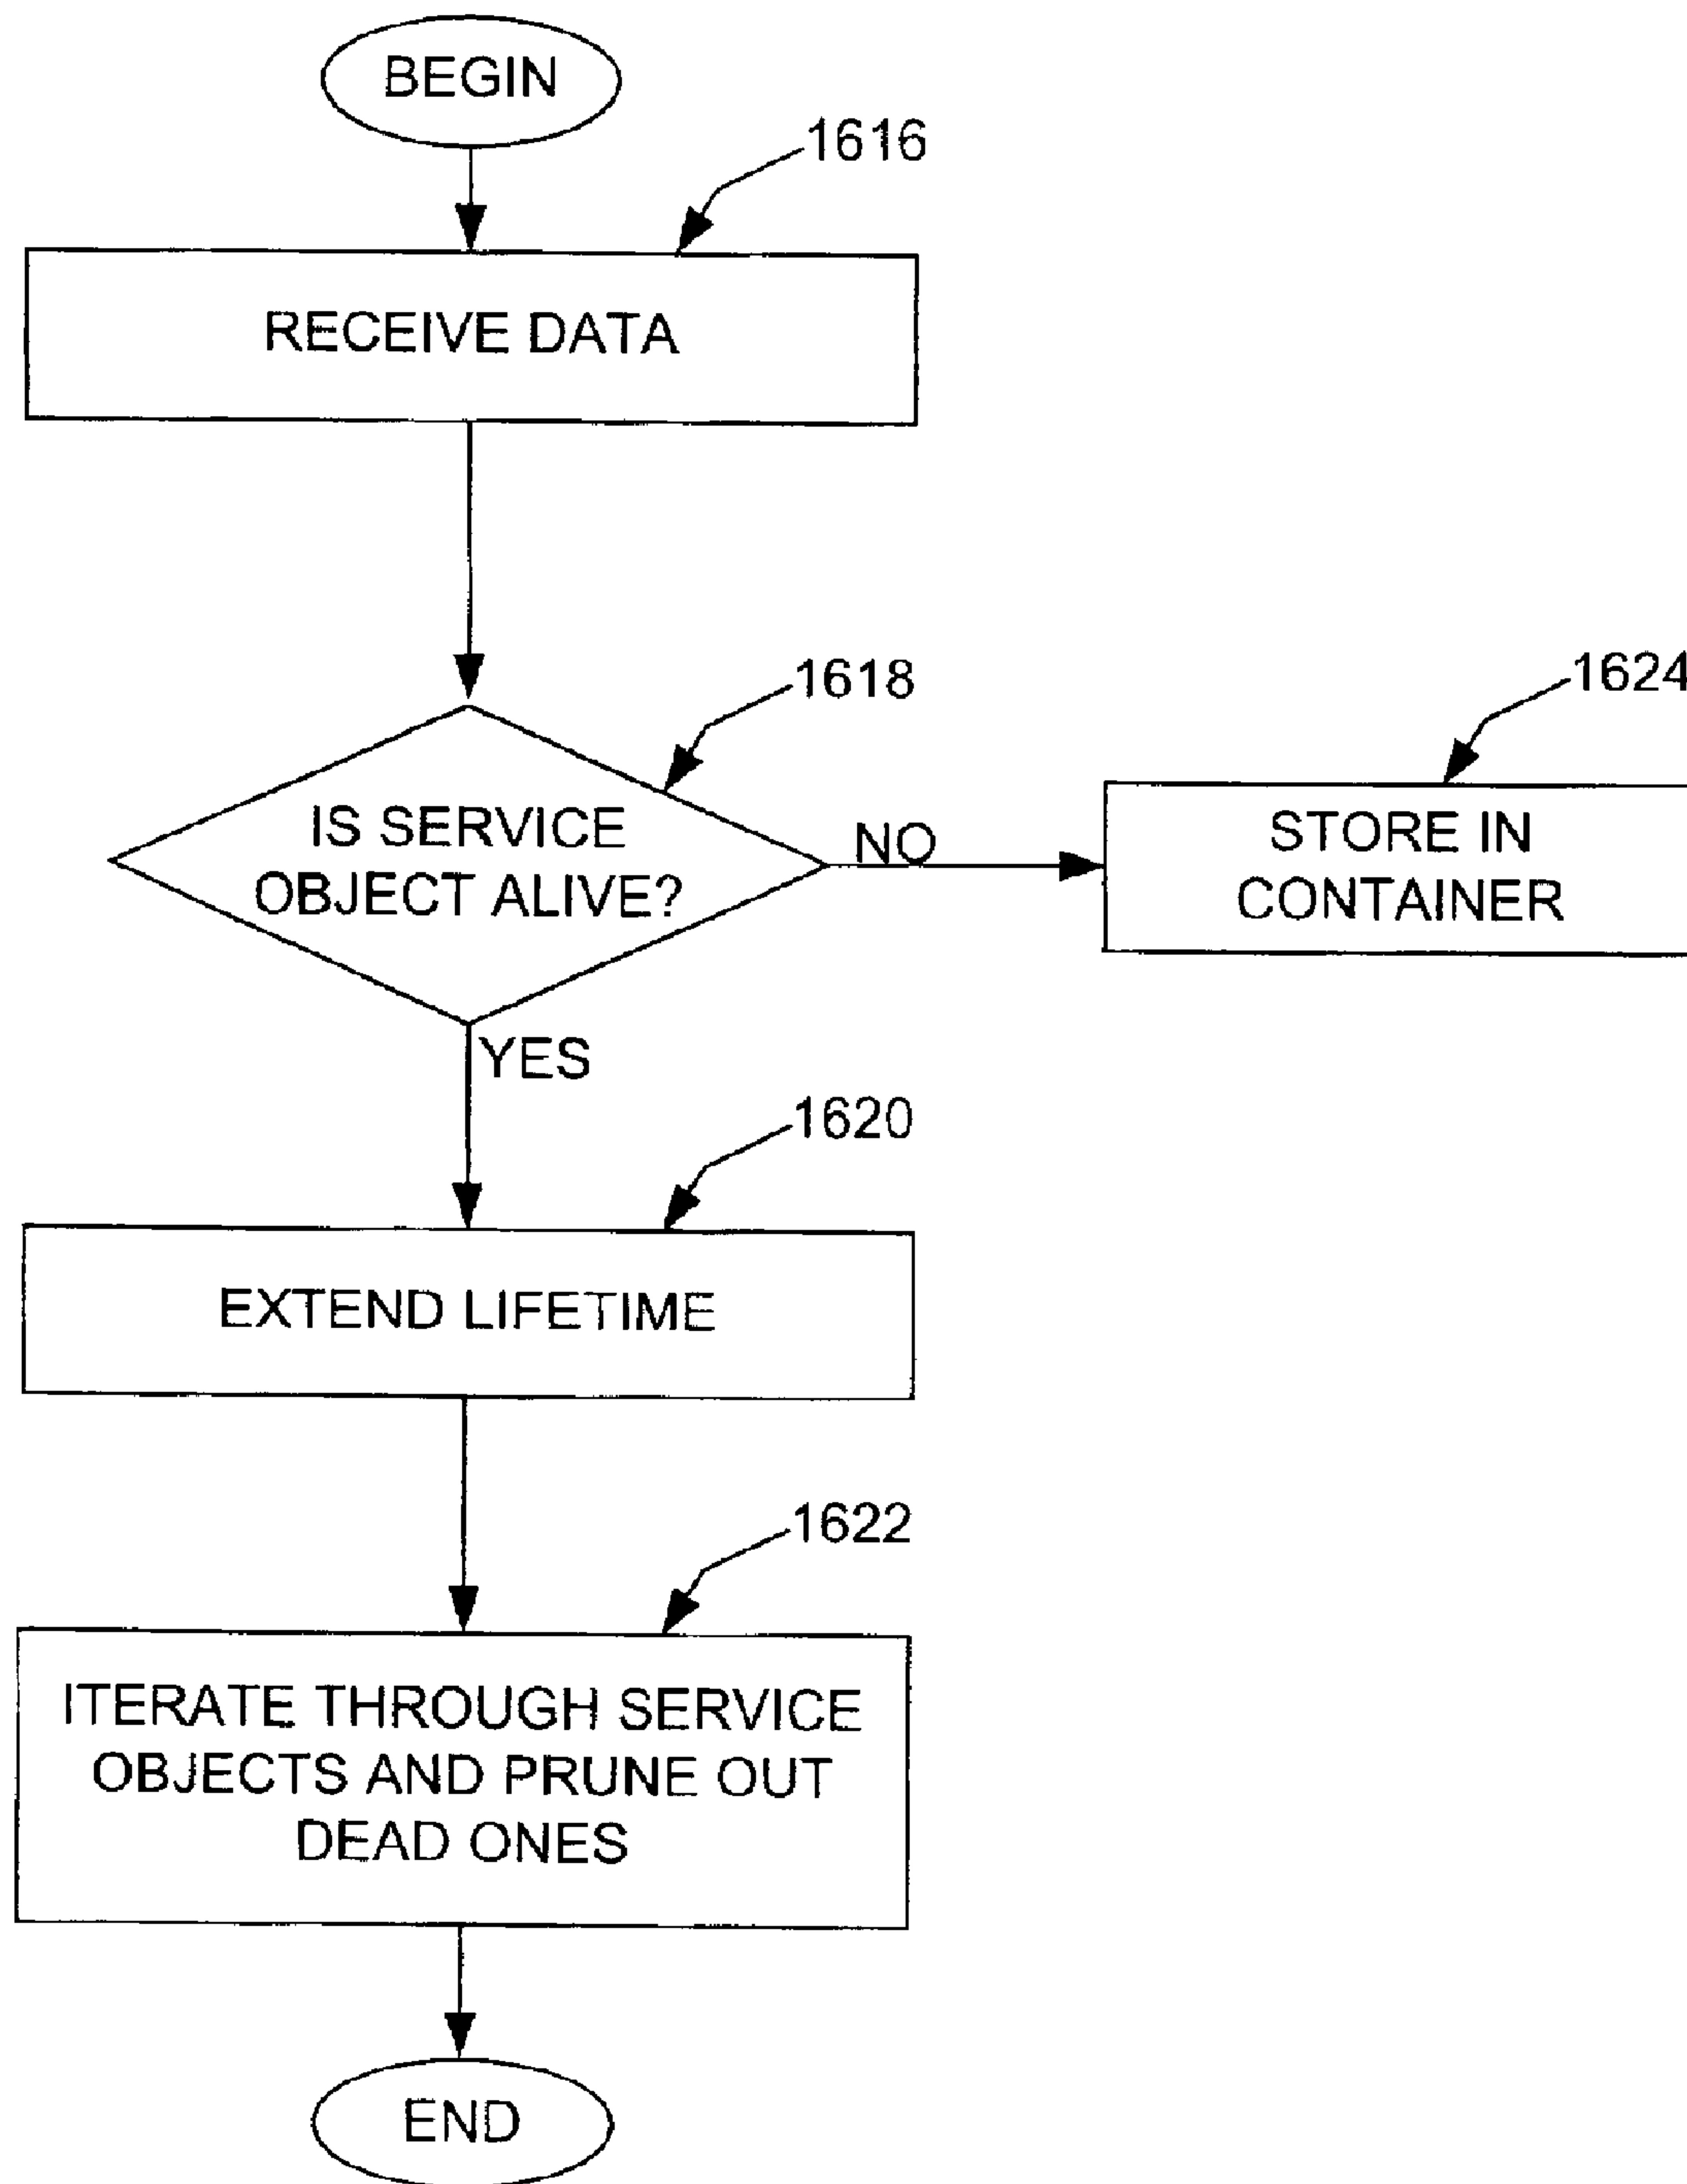 BEGIN
1616
RECEIVE DATA
1618
1624
IS SERVICE
OBJECT ALIVE?
NO
STORE IN
CONTAINER
YES
1620
EXTEND LIFETIME
1622
ITERATE THROUGH SERVICE
OBJECTS AND PRUNE OUT
DEAD ONES
END